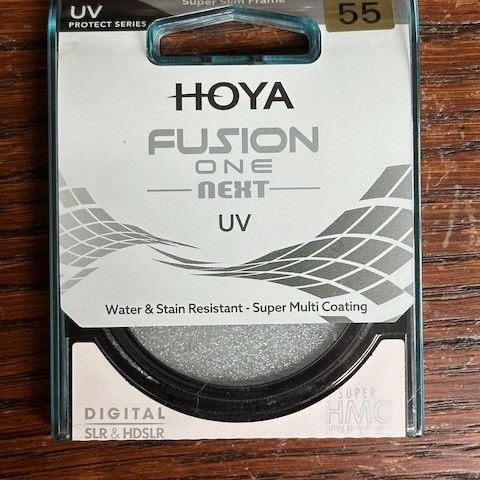 Super Slim Frame
UV
PROTECT SERIES
55
HOYA
FUSION
ONE
NEXT
UV
Water & Stain Resistant - Super Multi Coating
DIGITAL
SLR & HDSLR
SUPER
HMC